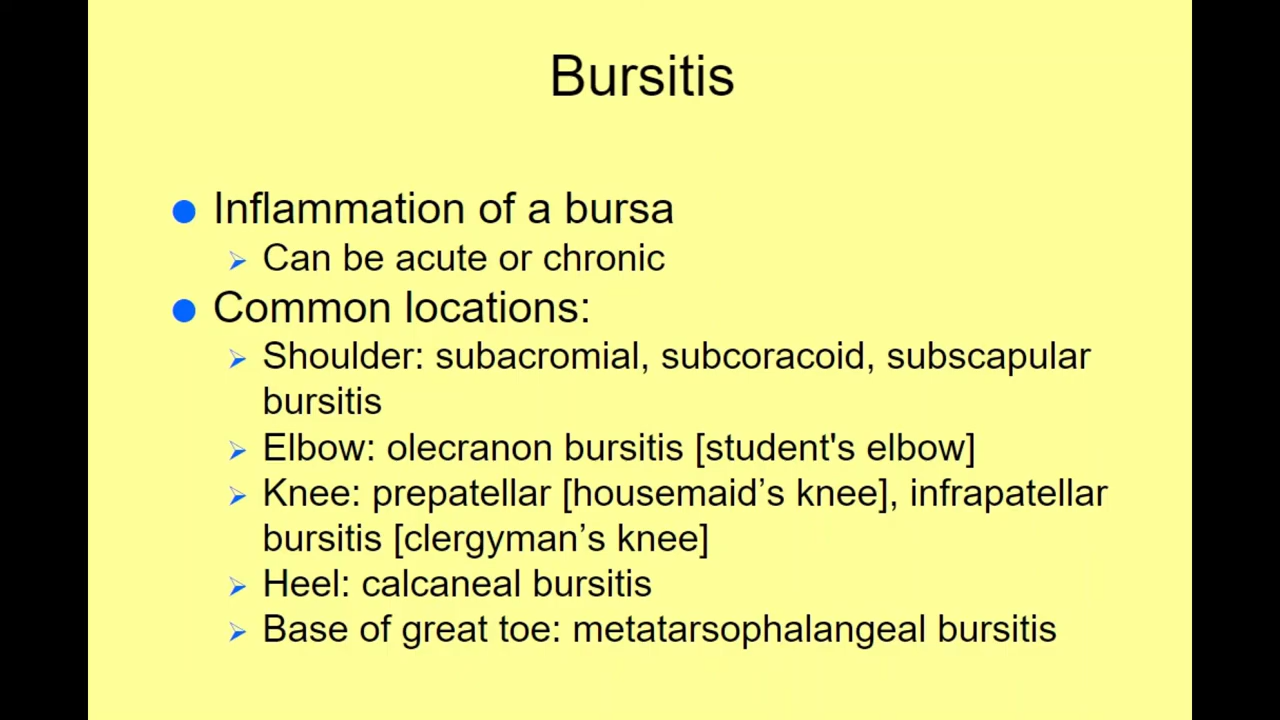 Bursitis
Inflammation of a bursa
Can be acute or chronic
Common locations:
Shoulder: subacromial, subcoracoid, subscapular
bursitis
Elbow: olecranon bursitis [student's elbow]
Knee: prepatellar [housemaid’s knee], infrapatellar
bursitis [clergyman’s knee]
Heel: calcaneal bursitis
Base of great toe: metatarsophalangeal bursitis